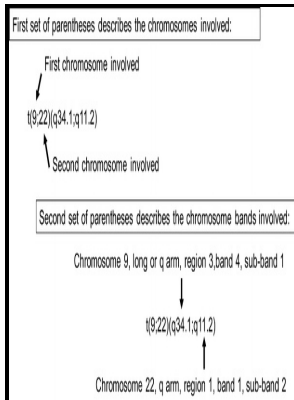 First set of parentheses describes the chromosomes involved:
First chromosome involved
t(9;22)(q34.1;q11.2)
Second chromosome involved
Second set of parentheses describes the chromosome bands involved:
Chromosome 9, long or q arm, region 3,band 4, sub-band 1
t(9;22)(q34.1;q11.2)
Chromosome 22, q arm, region 1, band 1, sub-band 2